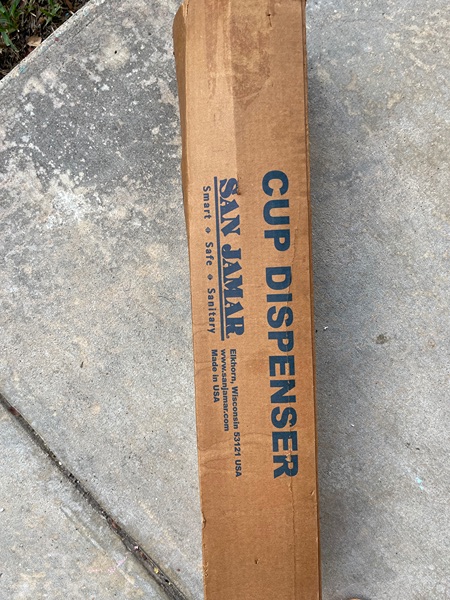 CUP DISPENSER
SAN JAMAR
Smart ◆ Safe ◆ Sanitary
Elkhorn, Wisconsin 53121 USA
www.sanjamar.com
Made in USA